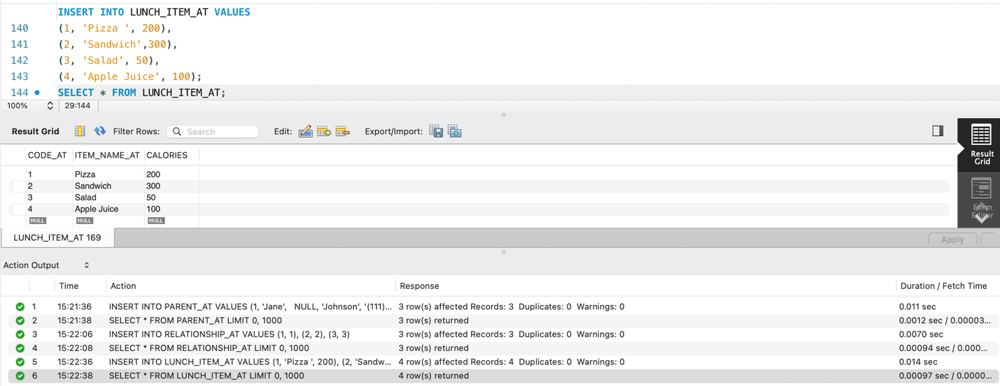 INSERT INTO LUNCH_ITEM_AT VALUES
140 (1, 'Pizza ', 200),
141 (2, 'Sandwich',300),
142 (3, 'Salad', 50),
143 (4, 'Apple Juice', 100);
144 SELECT * FROM LUNCH_ITEM_AT;
100% 29:144
Result Grid Filter Rows: Search Edit: Export/Import:
Result
Grid
Form
Editor
CODE_AT ITEM_NAME_AT CALORIES
1 Pizza 200
2 Sandwich 300
3 Salad 50
4 Apple Juice 100
NULL NULL NULL
LUNCH_ITEM_AT 169 Apply
Action Output
Time Action Response Duration / Fetch Time
1 15:21:36 INSERT INTO PARENT_AT VALUES (1, 'Jane', NULL, 'Johnson', '(111)... 3 row(s) affected Records: 3 Duplicates: 0 Warnings: 0 0.011 sec
2 15:21:38 SELECT * FROM PARENT_AT LIMIT 0, 1000 3 row(s) returned 0.0012 sec / 0.00003...
3 15:22:06 INSERT INTO RELATIONSHIP_AT VALUES (1, 1), (2, 2), (3, 3) 3 row(s) affected Records: 3 Duplicates: 0 Warnings: 0 0.0070 sec
4 15:22:08 SELECT * FROM RELATIONSHIP_AT LIMIT 0, 1000 3 row(s) returned 0.00094 sec / 0.000...
5 15:22:36 INSERT INTO LUNCH_ITEM_AT VALUES (1, 'Pizza ', 200), (2, 'Sandw... 4 row(s) affected Records: 4 Duplicates: 0 Warnings: 0 0.014 sec
6 15:22:38 SELECT * FROM LUNCH_ITEM_AT LIMIT 0, 1000 4 row(s) returned 0.00097 sec / 0.0000...